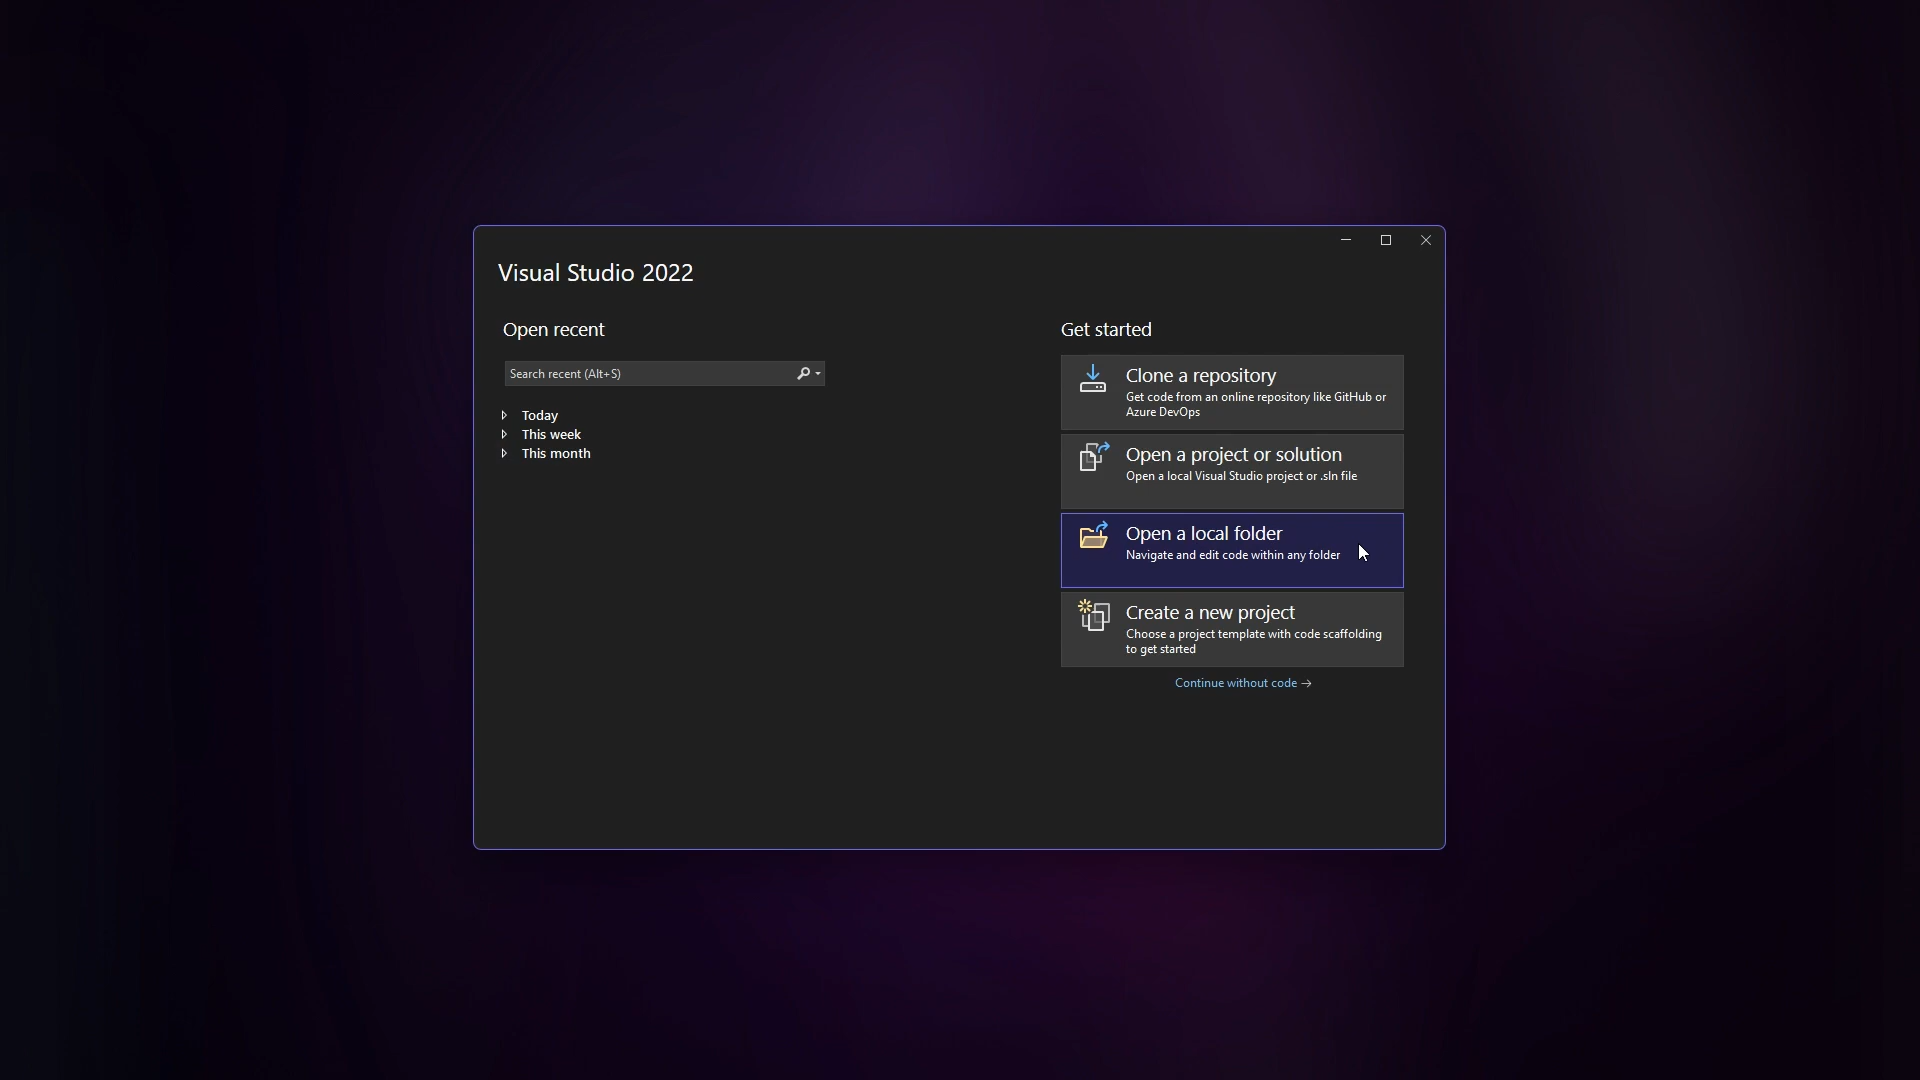 Visual Studio 2022
Open recent
Search recent (Alt+S)
Today
This week
This month
Get started
Clone a repository
Get code from an online repository like GitHub or
Azure DevOps
Open a project or solution
Open a local Visual Studio project or .sln file
Open a local folder
Navigate and edit code within any folder
Create a new project
Choose a project template with code scaffolding
to get started
Continue without code →